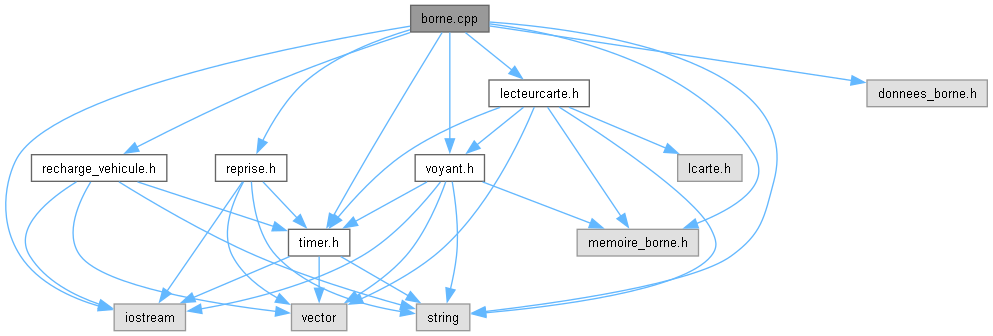 borne.cpp
lecteurcarte.h
donnees_borne.h
recharge_vehicule.h
reprise.h
voyant.h
lcarte.h
timer.h
memoire_borne.h
iostream
vector
string